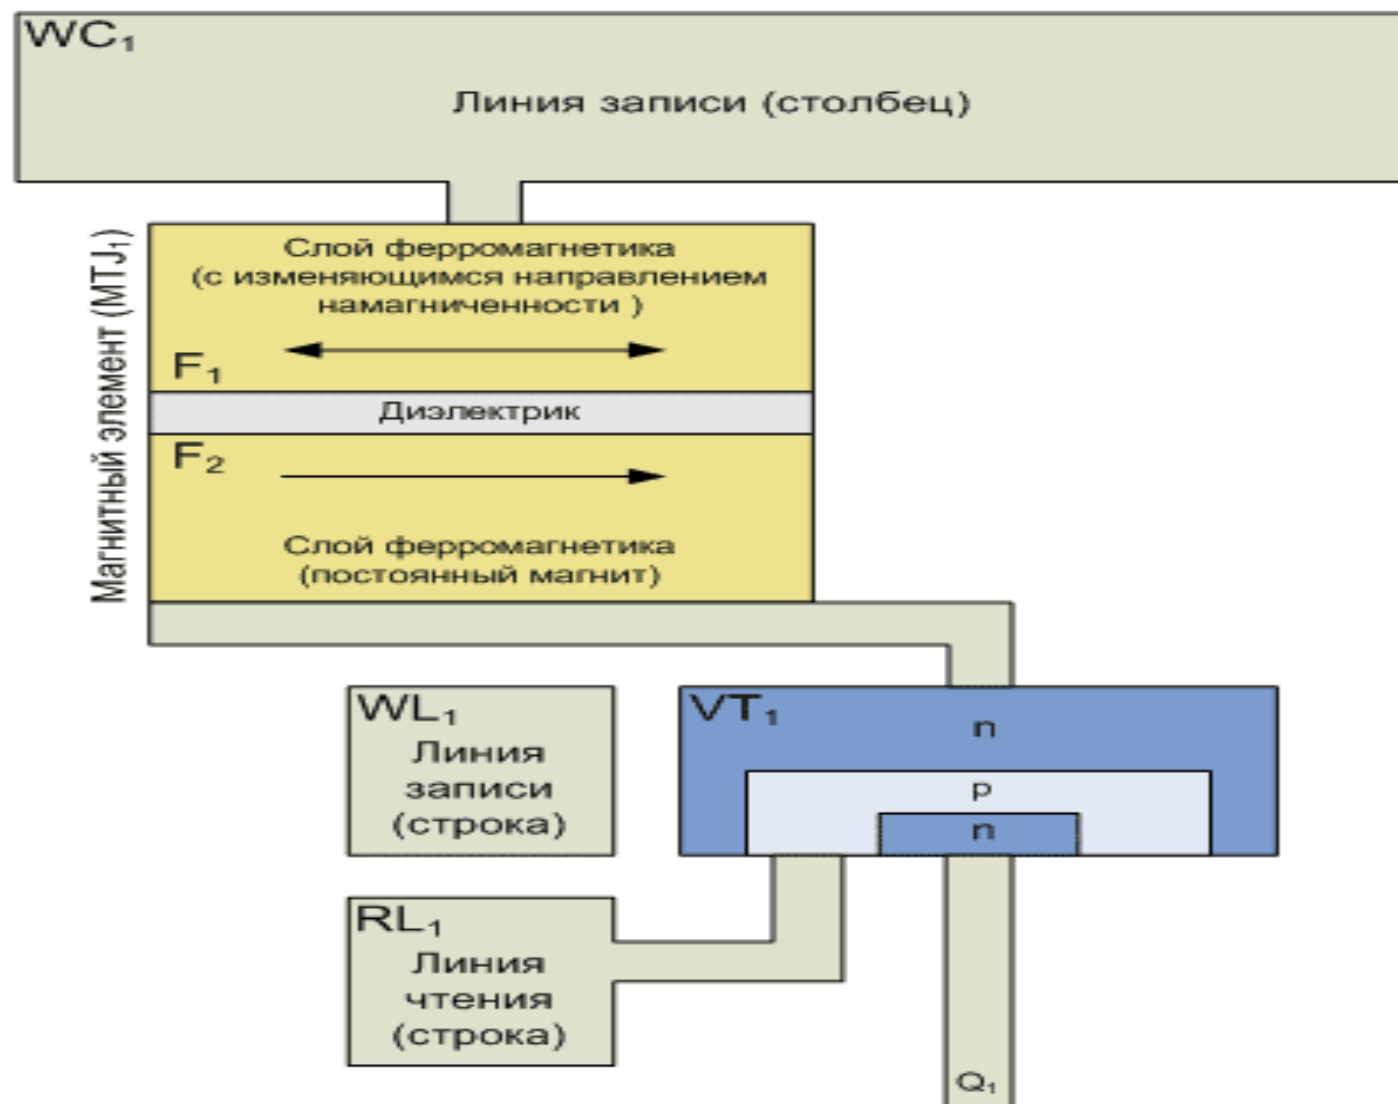 WC₁
Линия записи (столбец)
Магнитный элемент (MTJ₁)
Слой ферромагнетика
(с изменяющимся направлением
намагниченности )
F₁
Диэлектрик
F₂
Слой ферромагнетика
(постоянный магнит)
WL₁
Линия
записи
(строка)
VT₁
n
p
n
RL₁
Линия
чтения
(строка)
Q₁